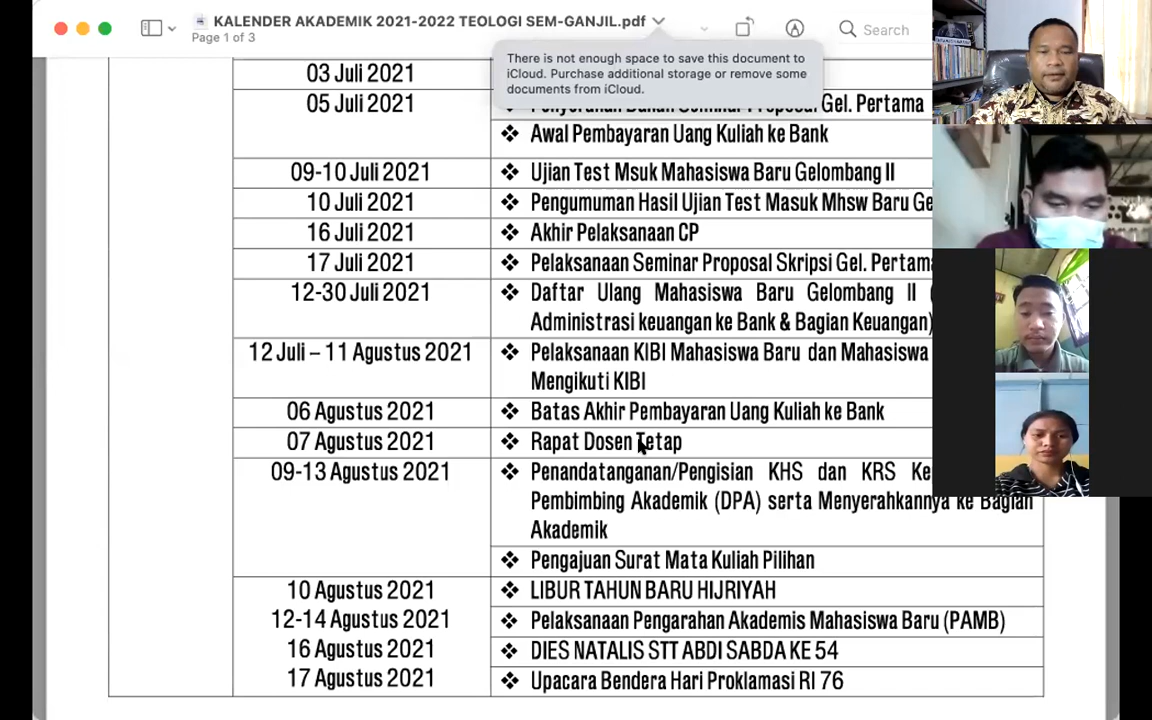 KALENDER AKADEMIK 2021-2022 TEOLOGI SEM-GANJIL.pdf
Page 1 of 3
Search
There is not enough space to save this document to
iCloud. Purchase additional storage or remove some
documents from iCloud.
03 Juli 2021
05 Juli 2021
Seminar Proposal Gel. Pertama
❖ Awal Pembayaran Uang Kuliah ke Bank
09-10 Juli 2021 ❖ Ujian Test Msuk Mahasiswa Baru Gelombang II
10 Juli 2021 ❖ Pengumuman Hasil Ujian Test Masuk Mhsw Baru Ge
16 Juli 2021 ❖ Akhir Pelaksanaan CP
17 Juli 2021 ❖ Pelaksanaan Seminar Proposal Skripsi Gel. Pertama
12-30 Juli 2021 ❖ Daftar Ulang Mahasiswa Baru Gelombang II (
Administrasi keuangan ke Bank & Bagian Keuangan)
12 Juli – 11 Agustus 2021 ❖ Pelaksanaan KIBI Mahasiswa Baru dan Mahasiswa
Mengikuti KIBI
06 Agustus 2021 ❖ Batas Akhir Pembayaran Uang Kuliah ke Bank
07 Agustus 2021 ❖ Rapat Dosen Tetap
09-13 Agustus 2021 ❖ Penandatanganan/Pengisian KHS dan KRS Ke
Pembimbing Akademik (DPA) serta Menyerahkannya ke Bagian
Akademik
❖ Pengajuan Surat Mata Kuliah Pilihan
10 Agustus 2021 ❖ LIBUR TAHUN BARU HIJRIYAH
12-14 Agustus 2021 ❖ Pelaksanaan Pengarahan Akademis Mahasiswa Baru (PAMB)
16 Agustus 2021 ❖ DIES NATALIS STT ABDI SABDA KE 54
17 Agustus 2021 ❖ Upacara Bendera Hari Proklamasi RI 76